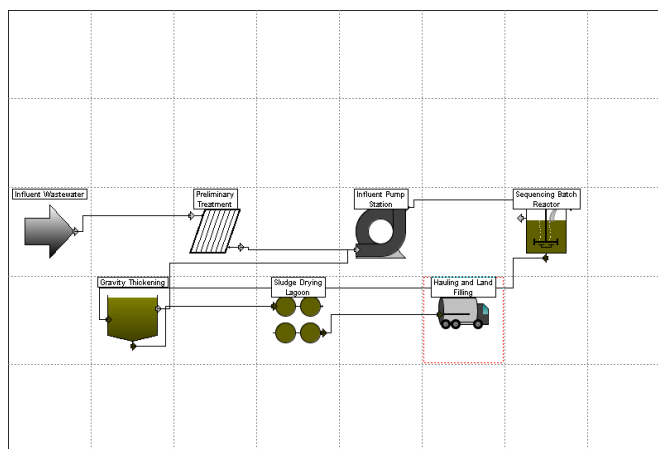 Influent Wastewater
Preliminary
Treatment
Influent Pump
Station
Sequencing Batch
Reactor
Gravity Thickening
Sludge Drying
Lagoon
Hauling and Land
Filling